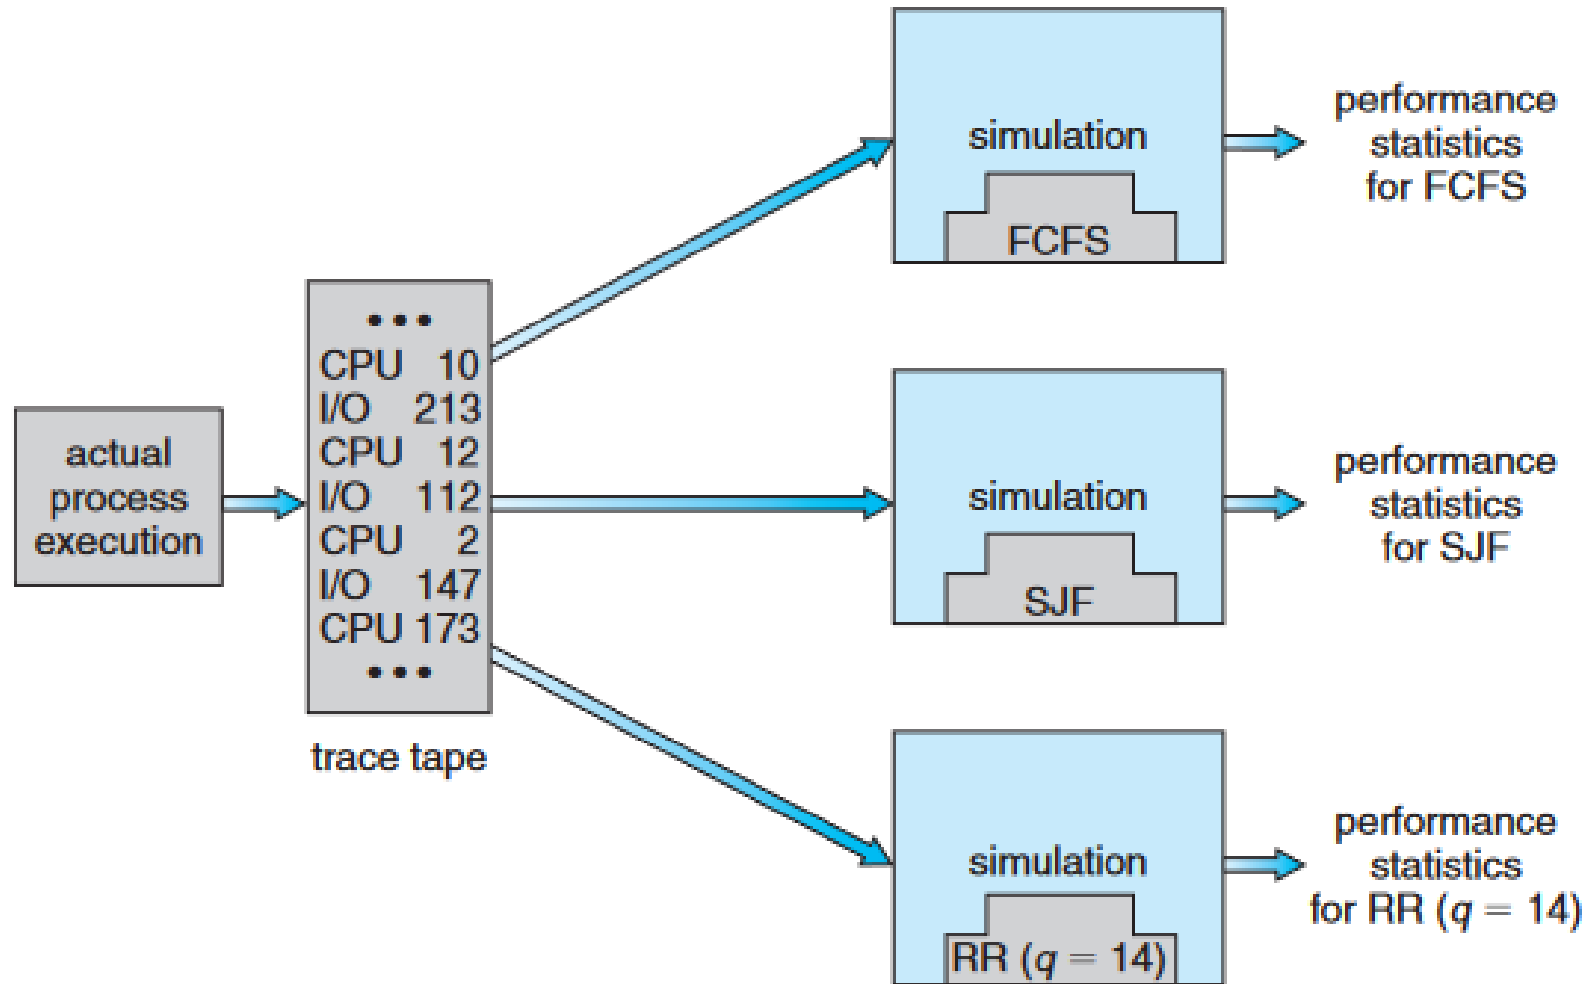 actual
process
execution
• • •
CPU 10
I/O 213
CPU 12
I/O 112
CPU 2
I/O 147
CPU 173
• • •
trace tape
simulation
FCFS
performance
statistics
for FCFS
simulation
SJF
performance
statistics
for SJF
simulation
RR (q = 14)
performance
statistics
for RR (q = 14)